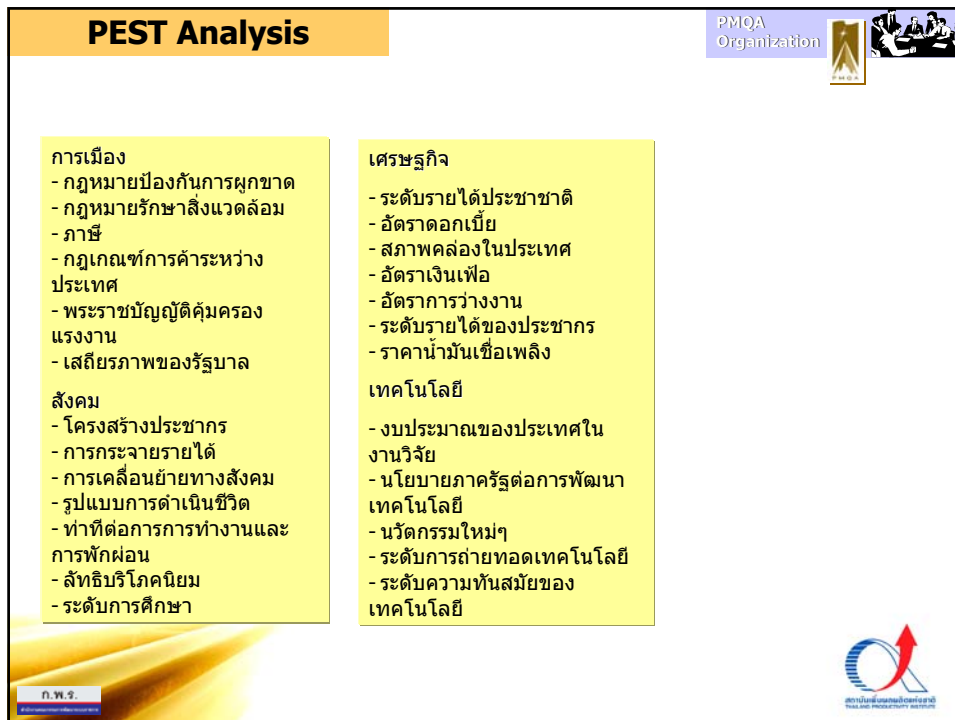 PEST Analysis
PMQA
Organization
PMQA
การเมือง
- กฎหมายป้องกันการผูกขาด
- กฎหมายรักษาสิ่งแวดล้อม
- ภาษี
- กฎเกณฑ์การค้าระหว่าง
ประเทศ
- พระราชบัญญัติคุ้มครอง
แรงงาน
- เสถียรภาพของรัฐบาล
สังคม
- โครงสร้างประชากร
- การกระจายรายได้
- การเคลื่อนย้ายทางสังคม
- รูปแบบการดำเนินชีวิต
- ท่าทีต่อการการทำงานและ
การพักผ่อน
- ลัทธิบริโภคนิยม
- ระดับการศึกษา
เศรษฐกิจ
- ระดับรายได้ประชาชาติ
- อัตราดอกเบี้ย
- สภาพคล่องในประเทศ
- อัตราเงินเฟ้อ
- อัตราการว่างงาน
- ระดับรายได้ของประชากร
- ราคาน้ำมันเชื่อเพลิง
เทคโนโลยี
- งบประมาณของประเทศใน
งานวิจัย
- นโยบายภาครัฐต่อการพัฒนา
เทคโนโลยี
- นวัตกรรมใหม่ๆ
- ระดับการถ่ายทอดเทคโนโลยี
- ระดับความทันสมัยของ
เทคโนโลยี
ก.พ.ร.
สถาบันเพิ่มผลผลิตแห่งชาติ
THAILAND PRODUCTIVITY INSTITUTE